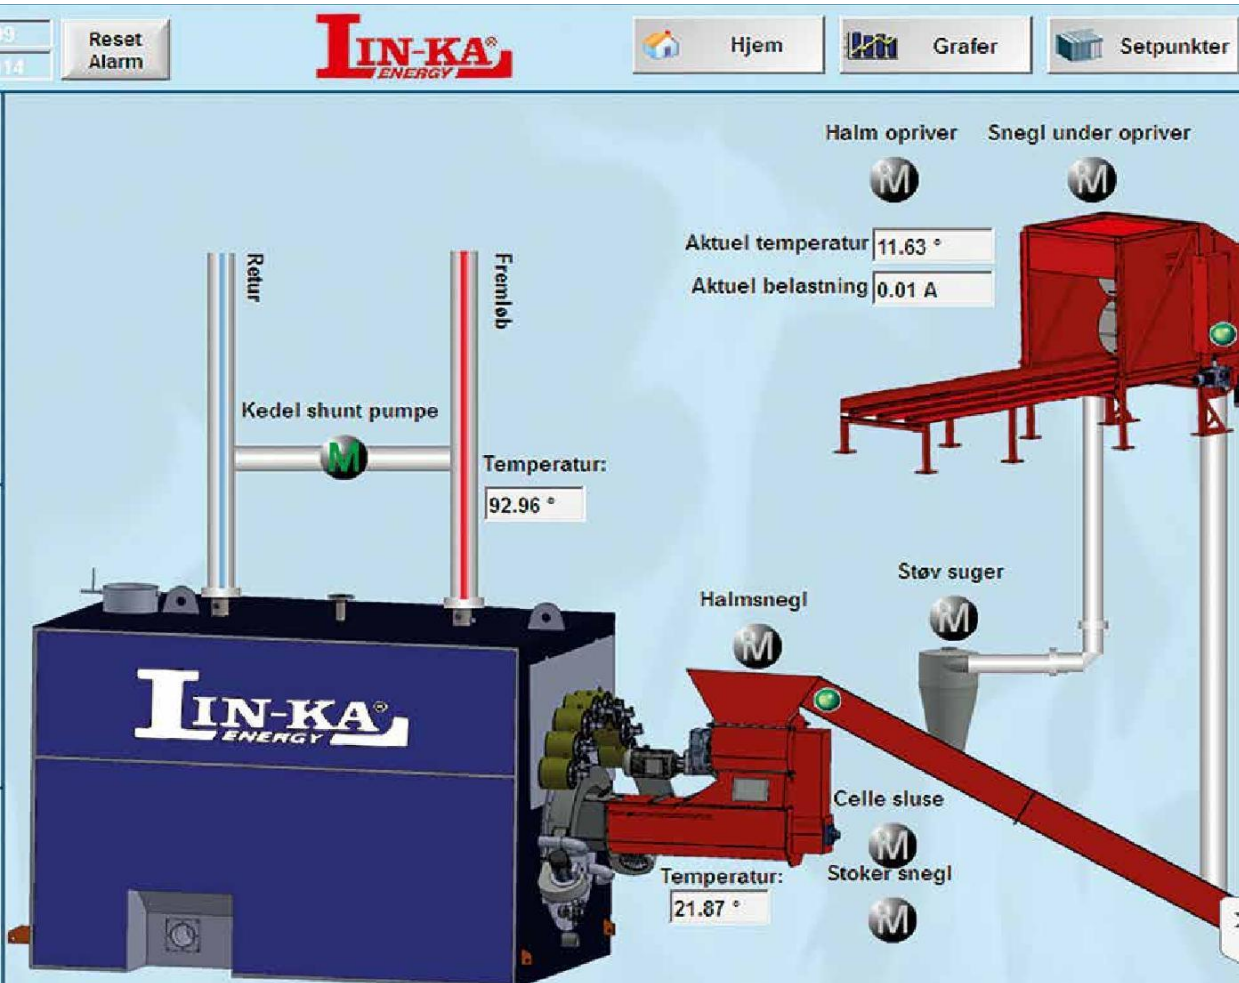 Reset
Alarm
LIN-KA®
ENERGY
Hjem
Grafer
Setpunkter
Halm opriver
Snegl under opriver
M
M
Aktuel temperatur 11.63 °
Aktuel belastning 0.01 A
Retur
Fremløb
Kedel shunt pumpe
M
Temperatur:
92.96 °
Støv suger
M
Halmsnegl
M
LIN-KA®
ENERGY
Celle sluse
M
Temperatur:
21.87 °
Stoker snegl
M